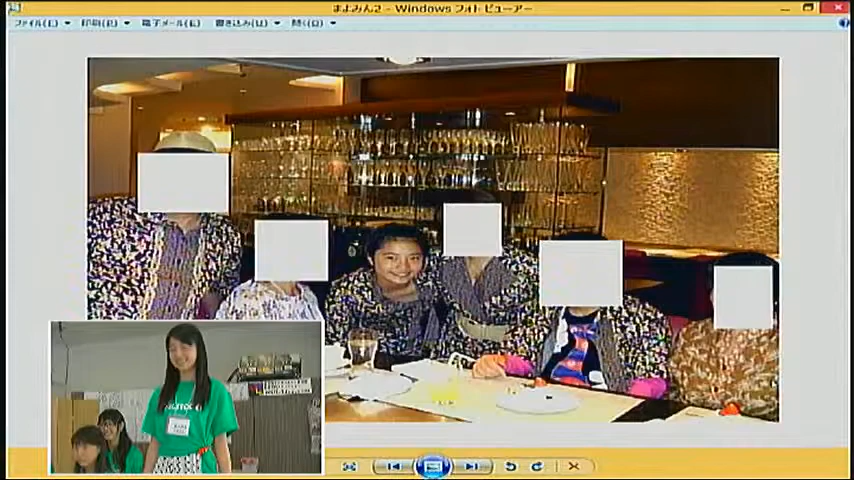 まよみん2 - Windows フォト ビューアー
ファイル(F) 印刷(P) 電子メール(E) 書き込み(U) 開く(O)